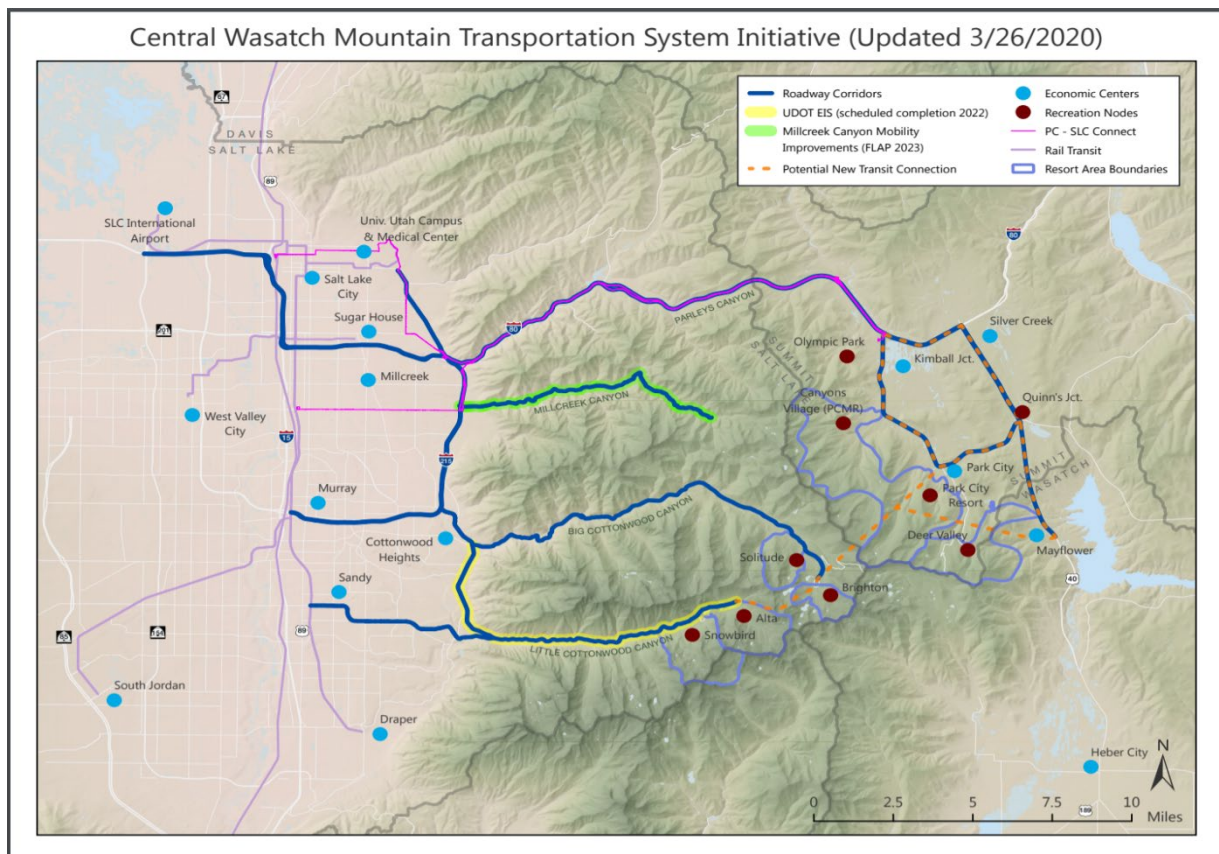 Central Wasatch Mountain Transportation System Initiative (Updated 3/26/2020)
Roadway Corridors
UDOT EIS (scheduled completion 2022)
Millcreek Canyon Mobility
Improvements (FLAP 2023)
Potential New Transit Connection
Economic Centers
Recreation Nodes
PC - SLC Connect
Rail Transit
Resort Area Boundaries
67
DAVIS
SALT LAKE
89
SLC International
Airport
Univ. Utah Campus
& Medical Center
Salt Lake
City
Sugar House
80
PARLEYS CANYON
80
Silver Creek
Olympic Park
Kimball Jct.
SUMMIT
SALT LAKE
Millcreek
MILLCREEK CANYON
Canyons
Village (PCMR)
Quinn's Jct.
West Valley
City
15
215
Park City
SUMMIT
WASATCH
Park City
Resort
Murray
BIG COTTONWOOD CANYON
Cottonwood
Heights
Deer Valley
Mayflower
Solitude
Sandy
Brighton
40
Alta
89
154
Snowbird
LITTLE COTTONWOOD CANYON
South Jordan
Draper
Heber City
N
189
0 2.5 5 7.5 10
Miles